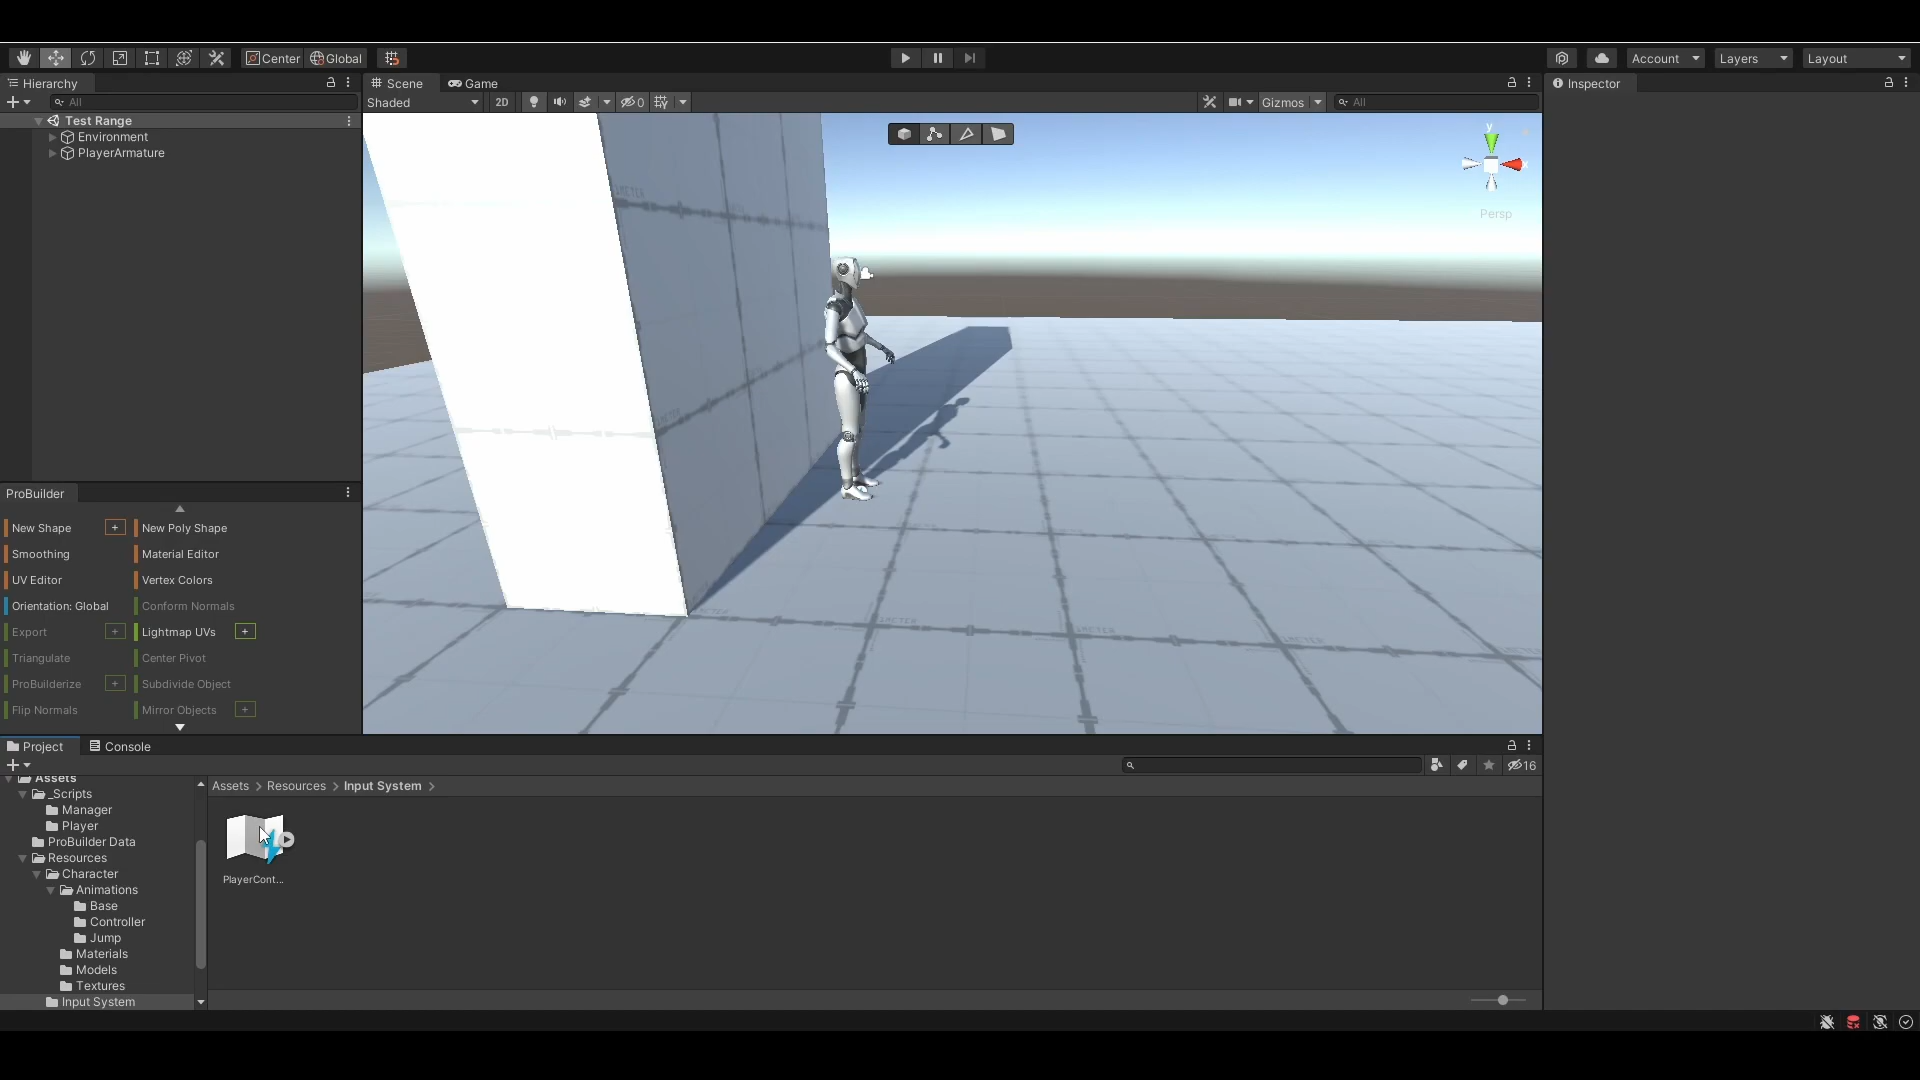 Center
Global
Account
Layers
Layout
Hierarchy
Scene
Game
Inspector
All
Shaded
2D
0
Gizmos
All
Test Range
Environment
PlayerArmature
y
x
Persp
1METER
ProBuilder
New Shape
New Poly Shape
Smoothing
Material Editor
UV Editor
Vertex Colors
Orientation: Global
Conform Normals
Export
Lightmap UVs
Triangulate
Center Pivot
ProBuilderize
Subdivide Object
Flip Normals
Mirror Objects
Project
Console
16
Assets
Assets > Resources > Input System >
_Scripts
Manager
Player
ProBuilder Data
Resources
Character
Animations
Base
Controller
Jump
Materials
Models
Textures
Input System
PlayerCont...